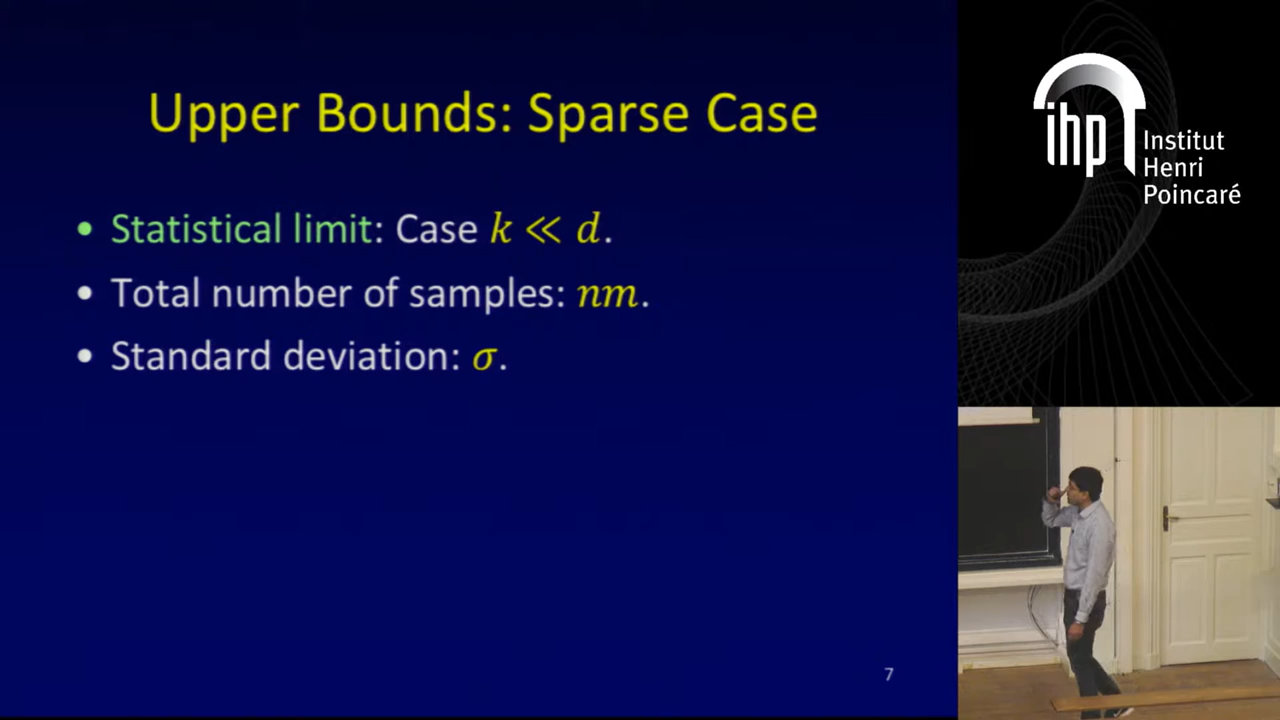 Upper Bounds: Sparse Case
• Statistical limit: Case k ≪ d.
• Total number of samples: nm.
• Standard deviation: σ.
7
ihp
Institut
Henri
Poincaré